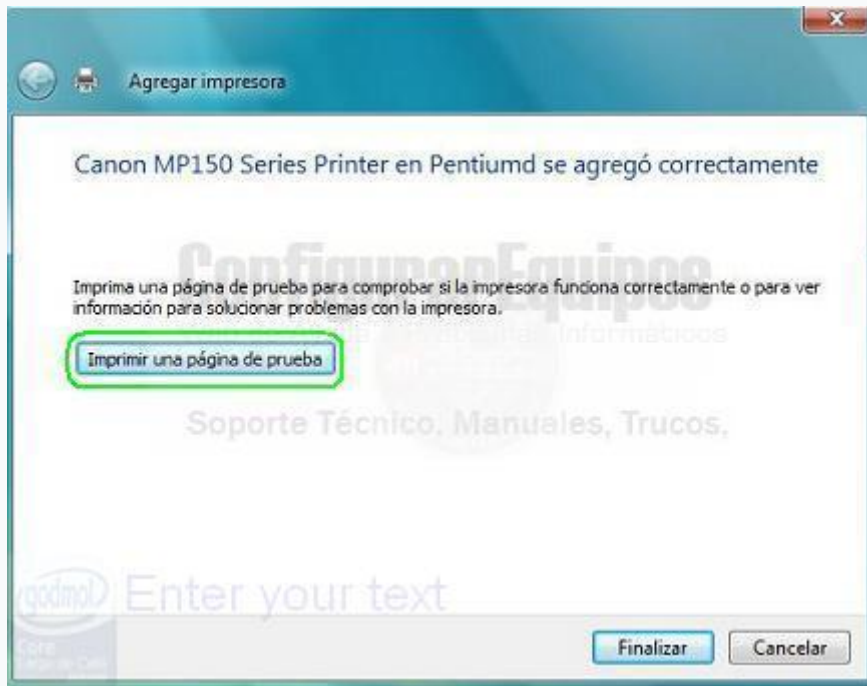 Agregar impresora
Canon MP150 Series Printer en Pentiumd se agregó correctamente
ConfigurarEquipos
Imprima una página de prueba para comprobar si la impresora funciona correctamente o para ver
información para solucionar problemas con la impresora.
Informáticos
Imprimir una página de prueba
Soporte Técnico, Manuales, Trucos,
ygodmol Enter your text
Core
Finalizar
Cancelar